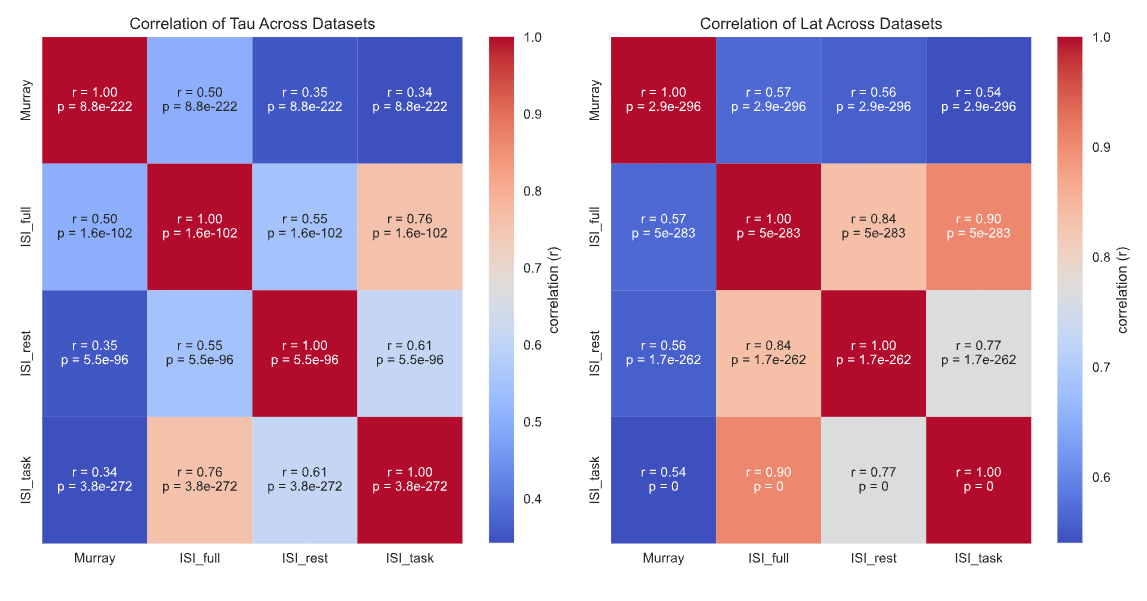 Correlation of Tau Across Datasets
Murray
r = 1.00
p = 8.8e-222
r = 0.50
p = 8.8e-222
r = 0.35
p = 8.8e-222
r = 0.34
p = 8.8e-222
ISI_full
r = 0.50
p = 1.6e-102
r = 1.00
p = 1.6e-102
r = 0.55
p = 1.6e-102
r = 0.76
p = 1.6e-102
ISI_rest
r = 0.35
p = 5.5e-96
r = 0.55
p = 5.5e-96
r = 1.00
p = 5.5e-96
r = 0.61
p = 5.5e-96
ISI_task
r = 0.34
p = 3.8e-272
r = 0.76
p = 3.8e-272
r = 0.61
p = 3.8e-272
r = 1.00
p = 3.8e-272
Murray
ISI_full
ISI_rest
ISI_task
1.0
0.9
0.8
0.7
0.6
0.5
0.4
correlation (r)
Correlation of Lat Across Datasets
Murray
r = 1.00
p = 2.9e-296
r = 0.57
p = 2.9e-296
r = 0.56
p = 2.9e-296
r = 0.54
p = 2.9e-296
ISI_full
r = 0.57
p = 5e-283
r = 1.00
p = 5e-283
r = 0.84
p = 5e-283
r = 0.90
p = 5e-283
ISI_rest
r = 0.56
p = 1.7e-262
r = 0.84
p = 1.7e-262
r = 1.00
p = 1.7e-262
r = 0.77
p = 1.7e-262
ISI_task
r = 0.54
p = 0
r = 0.90
p = 0
r = 0.77
p = 0
r = 1.00
p = 0
Murray
ISI_full
ISI_rest
ISI_task
1.0
0.9
0.8
0.7
0.6
correlation (r)